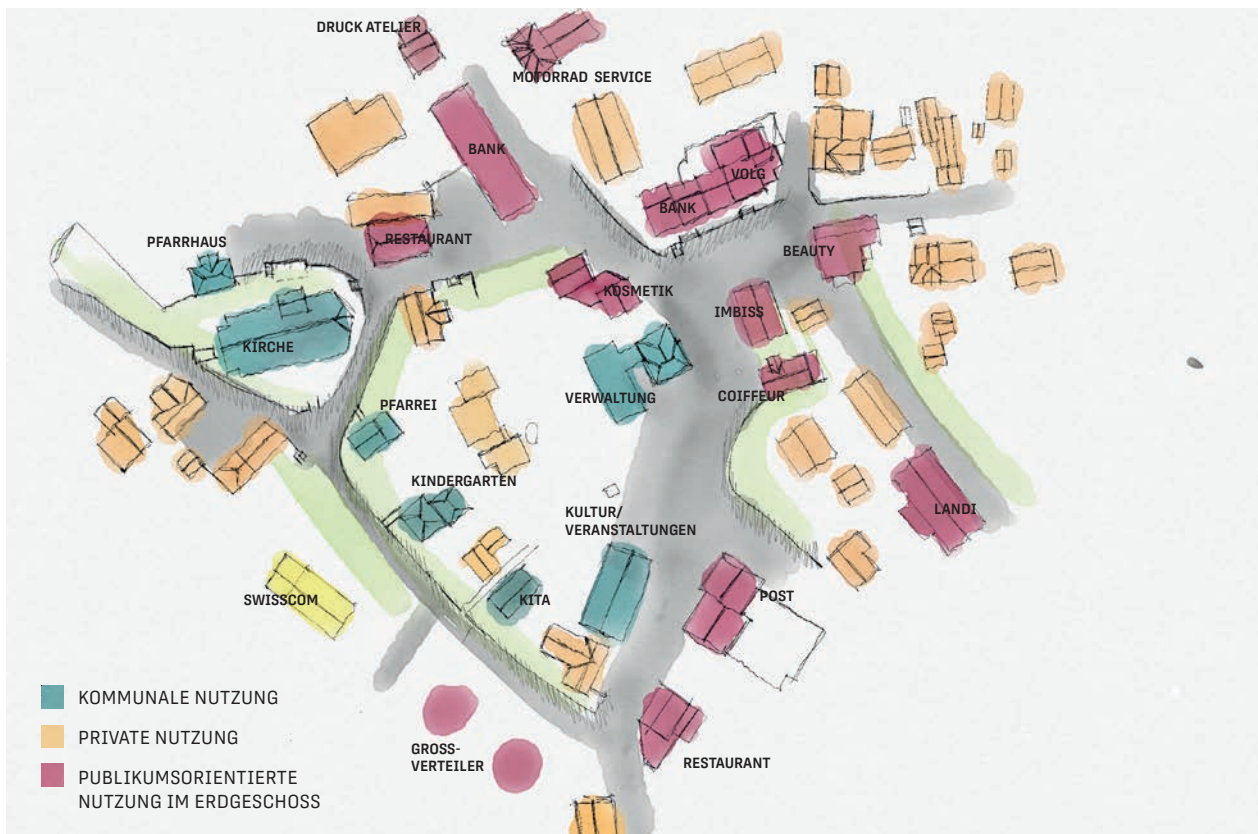 DRUCK ATELIER
MOTORRAD SERVICE
BANK
VOLG
BANK
PFARRHAUS
RESTAURANT
BEAUTY
KOSMETIK
IMBISS
KIRCHE
VERWALTUNG
COIFFEUR
PFARREI
KINDERGARTEN
KULTUR/
VERANSTALTUNGEN
LANDI
SWISSCOM
KITA
POST
KOMMUNALE NUTZUNG
PRIVATE NUTZUNG
PUBLIKUMSORIENTIERTE
NUTZUNG IM ERDGESCHOSS
GROSS-
VERTEILER
RESTAURANT